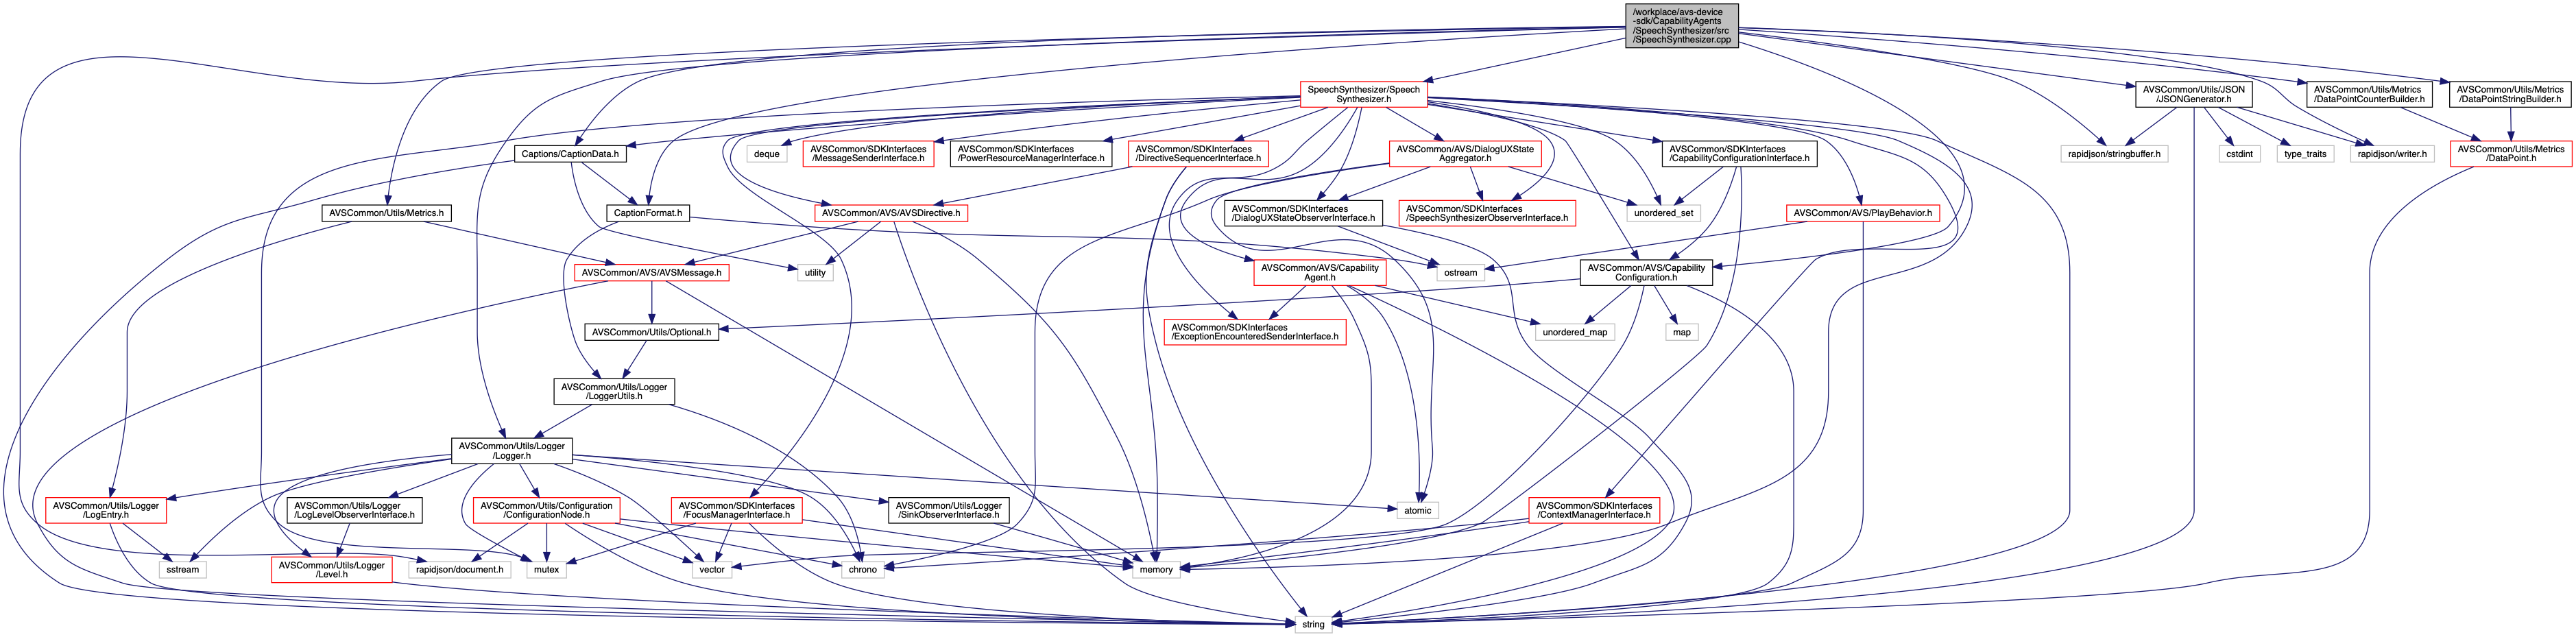 /workplace/avs-device
-sdk/CapabilityAgents
/SpeechSynthesizer/src
/SpeechSynthesizer.cpp
SpeechSynthesizer/Speech
Synthesizer.h
AVSCommon/Utils/JSON
/JSONGenerator.h
AVSCommon/Utils/Metrics
/DataPointCounterBuilder.h
AVSCommon/Utils/Metrics
/DataPointStringBuilder.h
Captions/CaptionData.h
deque
AVSCommon/SDKInterfaces
/MessageSenderInterface.h
AVSCommon/SDKInterfaces
/PowerResourceManagerInterface.h
AVSCommon/SDKInterfaces
/DirectiveSequencerInterface.h
AVSCommon/AVS/DialogUXState
Aggregator.h
AVSCommon/SDKInterfaces
/CapabilityConfigurationInterface.h
rapidjson/stringbuffer.h
cstdint
type_traits
rapidjson/writer.h
AVSCommon/Utils/Metrics
/DataPoint.h
AVSCommon/Utils/Metrics.h
CaptionFormat.h
AVSCommon/AVS/AVSDirective.h
AVSCommon/SDKInterfaces
/DialogUXStateObserverInterface.h
AVSCommon/SDKInterfaces
/SpeechSynthesizerObserverInterface.h
unordered_set
AVSCommon/AVS/PlayBehavior.h
AVSCommon/AVS/AVSMessage.h
utility
AVSCommon/AVS/Capability
Agent.h
ostream
AVSCommon/AVS/Capability
Configuration.h
AVSCommon/Utils/Optional.h
AVSCommon/SDKInterfaces
/ExceptionEncounteredSenderInterface.h
unordered_map
map
AVSCommon/Utils/Logger
/LoggerUtils.h
AVSCommon/Utils/Logger
/Logger.h
AVSCommon/Utils/Logger
/LogEntry.h
AVSCommon/Utils/Logger
/LogLevelObserverInterface.h
AVSCommon/Utils/Configuration
/ConfigurationNode.h
AVSCommon/SDKInterfaces
/FocusManagerInterface.h
AVSCommon/Utils/Logger
/SinkObserverInterface.h
atomic
AVSCommon/SDKInterfaces
/ContextManagerInterface.h
sstream
AVSCommon/Utils/Logger
/Level.h
rapidjson/document.h
mutex
vector
chrono
memory
string